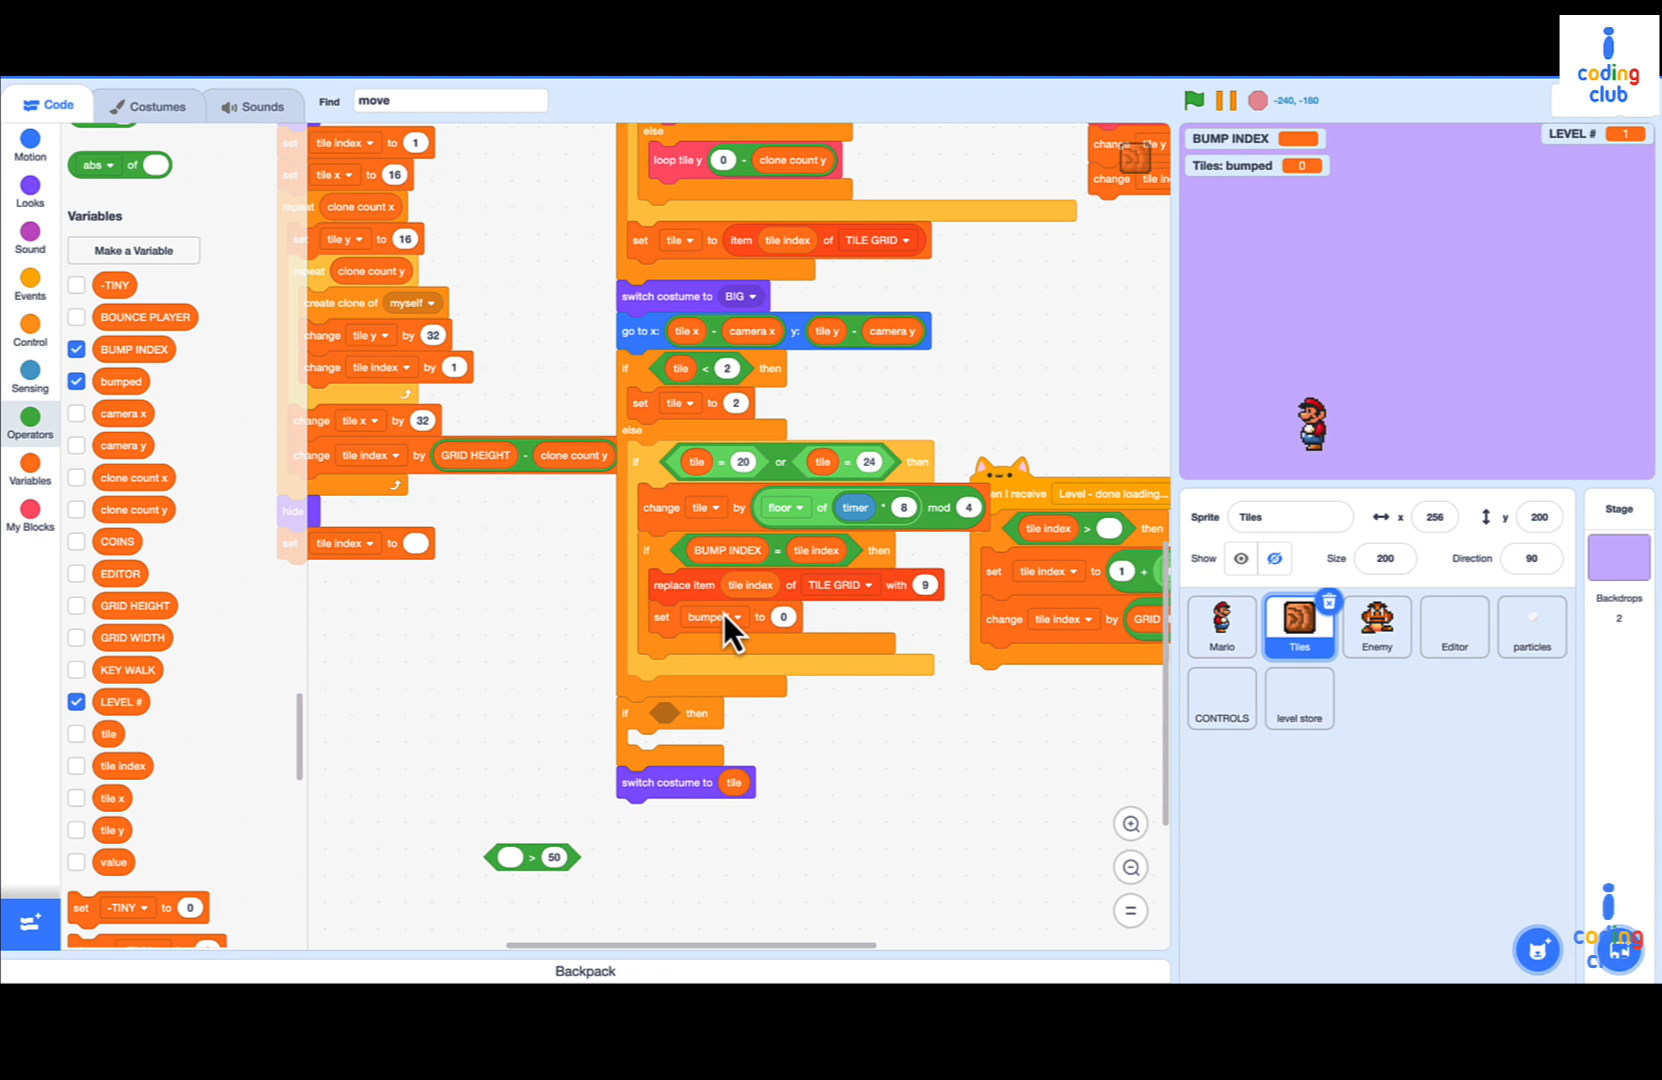 i
coding
club
Code
Costumes
Sounds
Find
move
-240, -180
Motion
Looks
Sound
Events
Control
Sensing
Operators
Variables
My Blocks
abs of
Variables
Make a Variable
-TINY
BOUNCE PLAYER
BUMP INDEX
bumped
camera x
camera y
clone count x
clone count y
COINS
EDITOR
GRID HEIGHT
GRID WIDTH
KEY WALK
LEVEL #
tile
tile index
tile x
tile y
value
set -TINY to 0
set tile index to 1
set tile x to 16
repeat clone count x
set tile y to 16
repeat clone count y
create clone of myself
change tile y by 32
change tile index by 1
change tile x by 32
change tile index by GRID HEIGHT - clone count y
hide
set tile index to
else
loop tile y 0 - clone count y
set tile to item tile index of TILE GRID
switch costume to BIG
go to x: tile x - camera x y: tile y - camera y
if tile < 2 then
set tile to 2
else
if tile = 20 or tile = 24 then
change tile by floor of timer * 8 mod 4
if BUMP INDEX = tile index then
replace item tile index of TILE GRID with 9
set to 0
if then
switch costume to tile
> 50
change
change tile in
I receive Level - done loading...
tile index > then
set tile index to 1 +
change tile index by GRID
Backpack
BUMP INDEX
Tiles: bumped 0
LEVEL # 1
Sprite Tiles
x 256
y 200
Show
Size 200
Direction 90
Mario
Tiles
Enemy
Editor
particles
CONTROLS
level store
Stage
Backdrops
2
i
coding